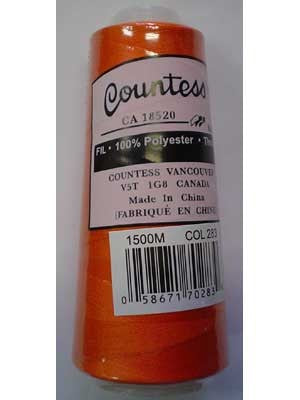 Countess
CA 18520
FIL • 100% Polyester •
COUNTESS VANCOUVER
V5T 1G8 CANADA
Made In China
(FABRIQUÉ EN CHINE)
1500M COL 283
0 58671 70283